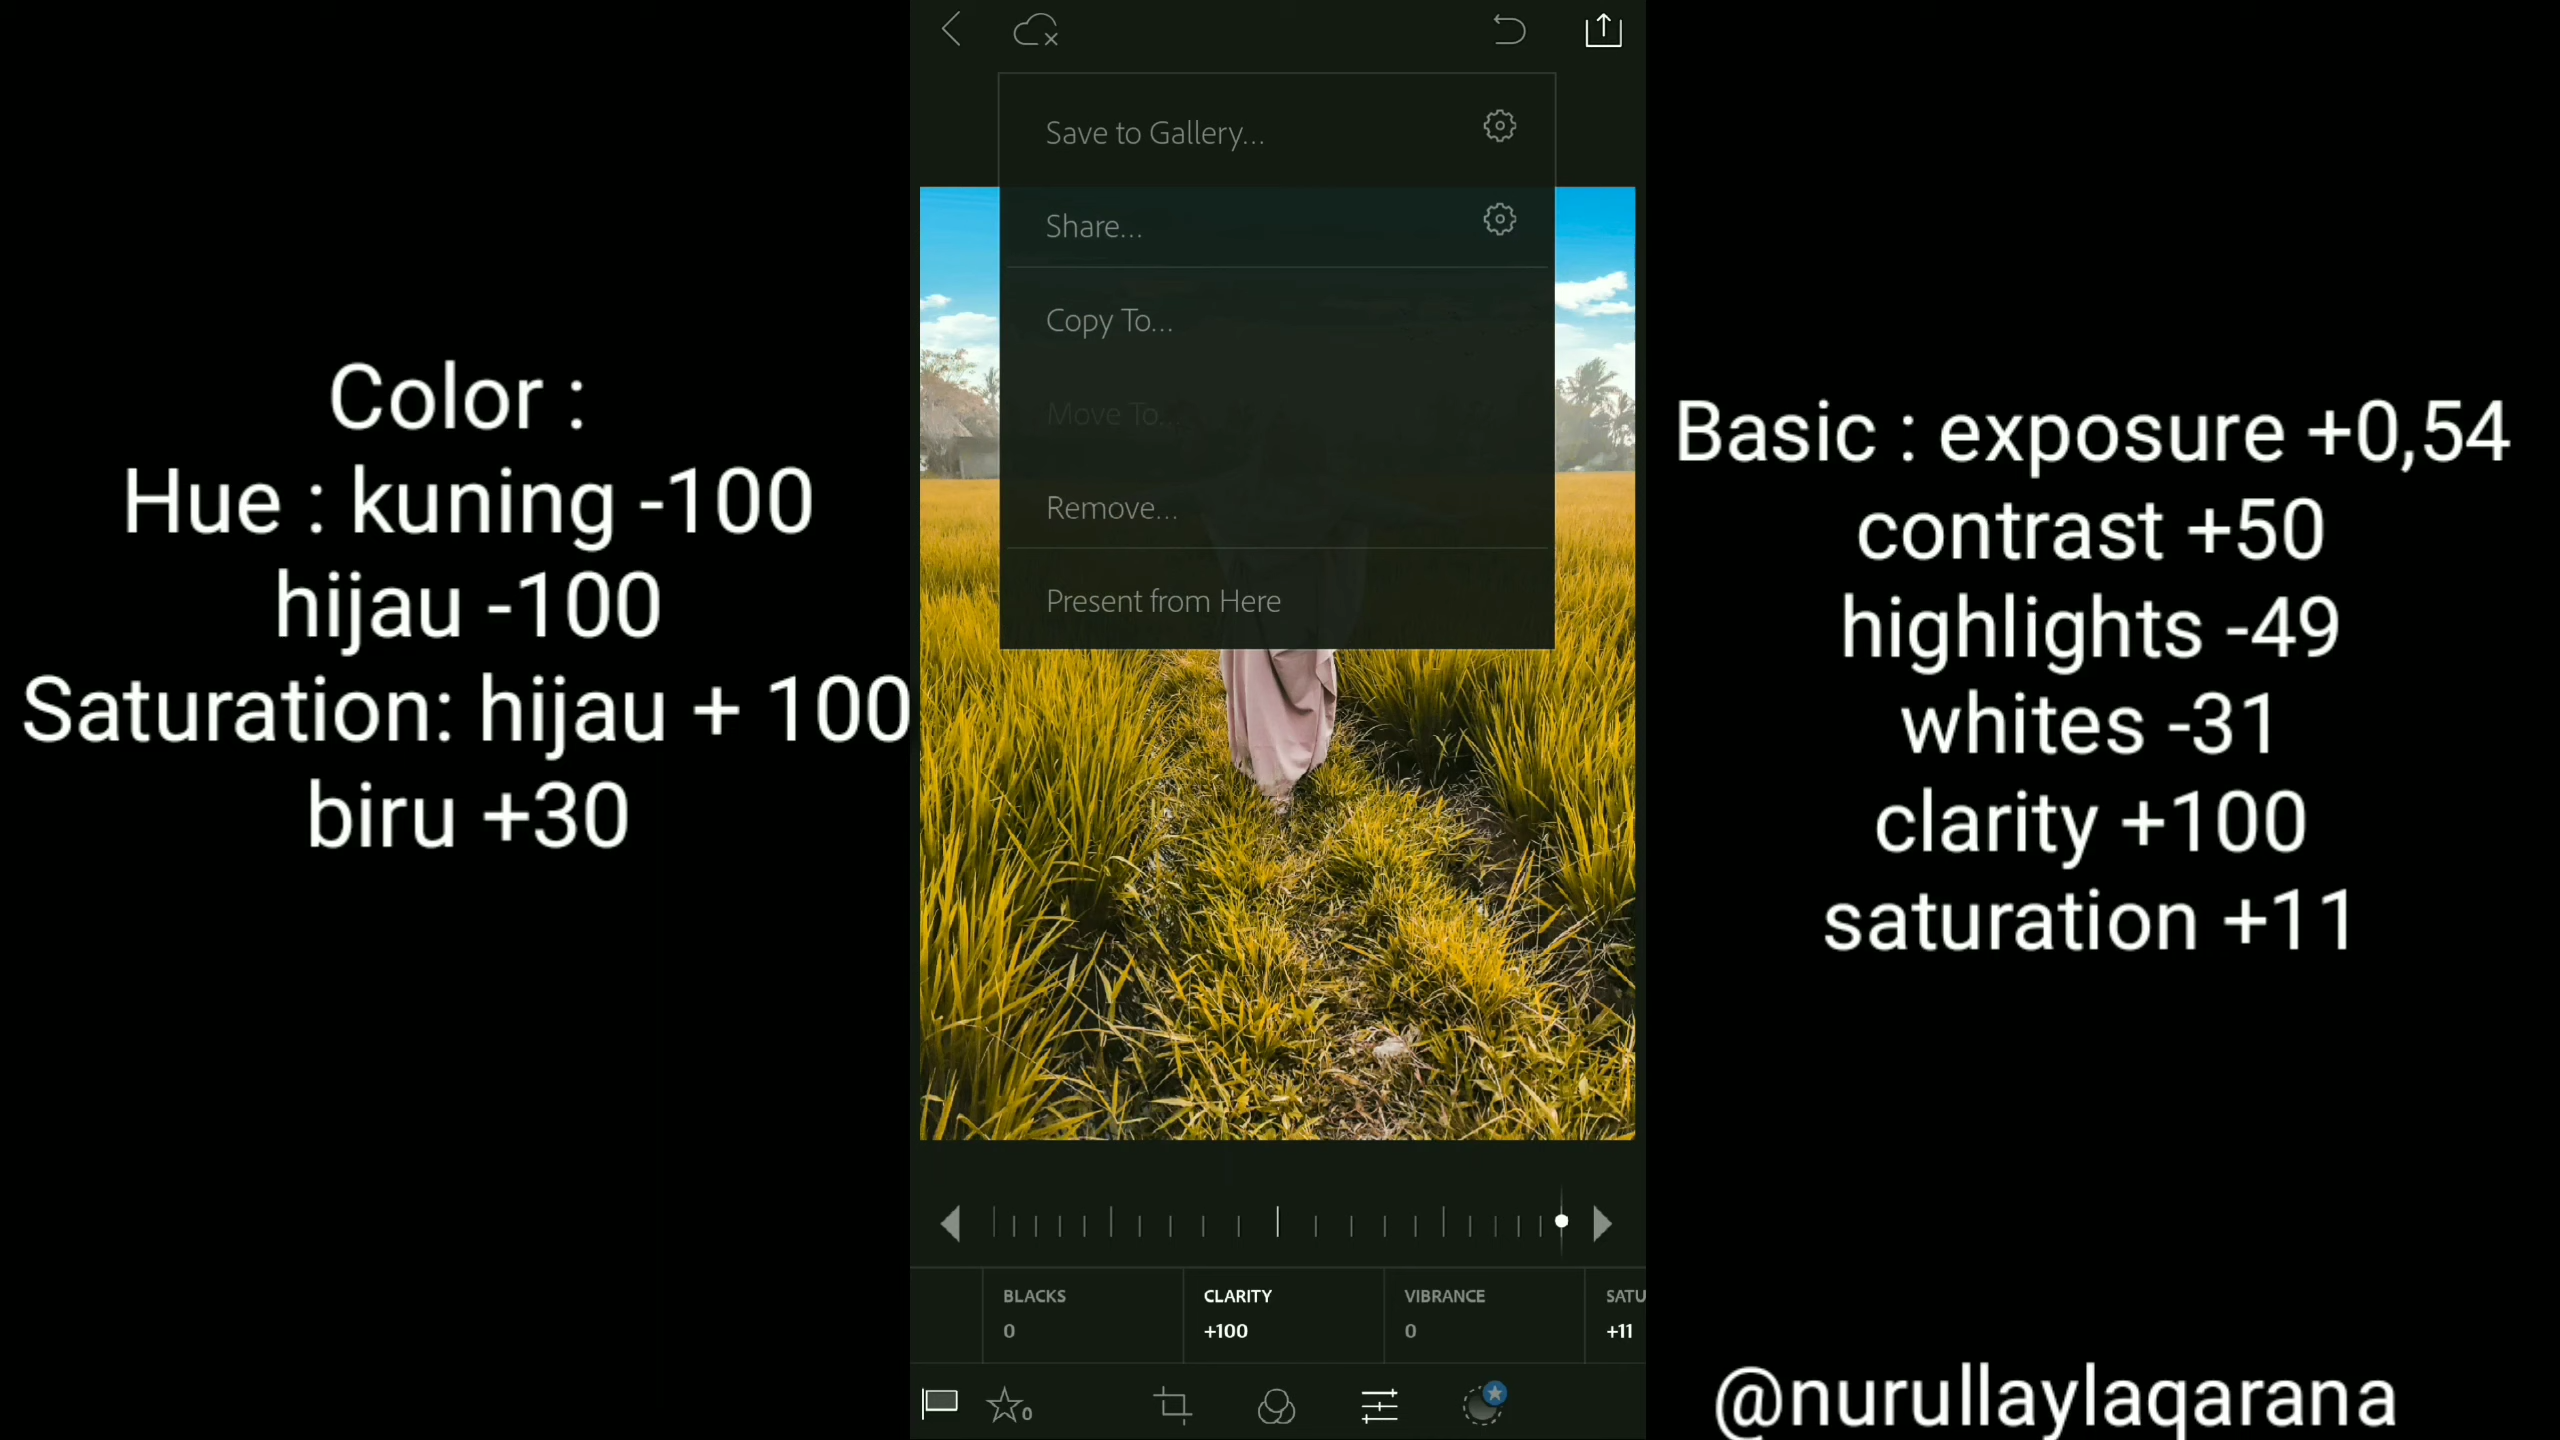 Color :
Hue : kuning -100
hijau -100
Saturation: hijau + 100
biru +30
Save to Gallery...
Share...
Copy To...
Move To...
Remove...
Present from Here
BLACKS
0
CLARITY
+100
VIBRANCE
0
SATU
+11
0
Basic : exposure +0,54
contrast +50
highlights -49
whites -31
clarity +100
saturation +11
@nurullaylaqarana